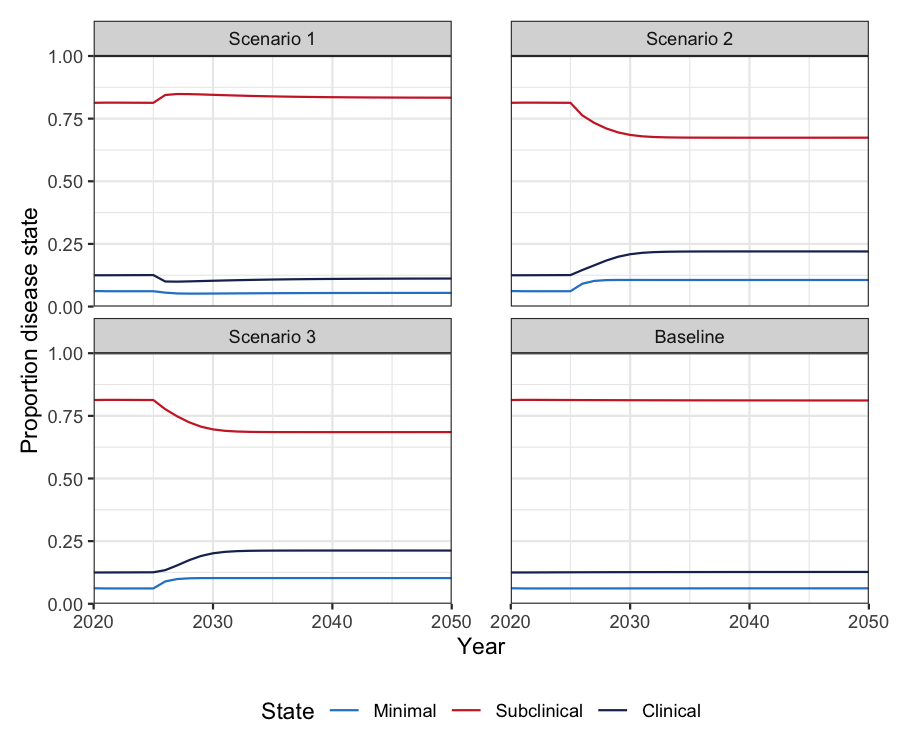 Scenario 1
Scenario 2
1.00
0.75
0.50
0.25
0.00
Scenario 3
Baseline
1.00
0.75
0.50
0.25
0.00
Proportion disease state
2020 2030 2040 2050 2020 2030 2040 2050
Year
State Minimal Subclinical Clinical